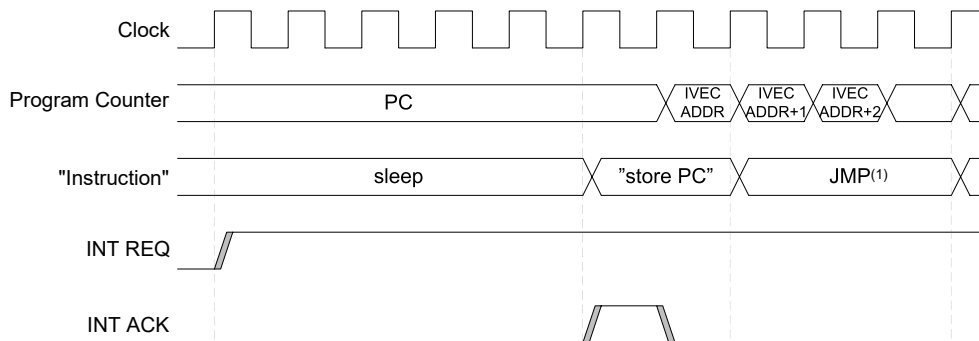 Clock
Program Counter
PC
IVEC
ADDR
IVEC
ADDR+1
IVEC
ADDR+2
"Instruction"
sleep
”store PC”
JMP(1)
INT REQ
INT ACK